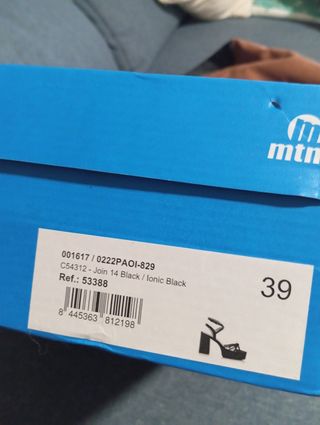 mtn
001617 / 0222PAOI-829
C54312 - Join 14 Black / Ionic Black
Ref.: 53388
39
8 445363 812198